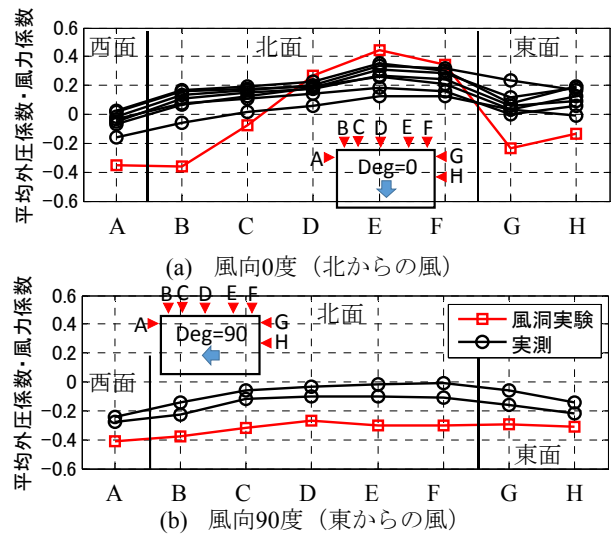 平均外圧係数・風力係数
0.6
0.4
0.2
0
−0.2
−0.4
−0.6
西面
北面
東面
B C D E F
A
G
H
Deg=0
A B C D E F G H
(a) 風向0度（北からの風）
平均外圧係数・風力係数
0.6
0.4
0.2
0
−0.2
−0.4
−0.6
B C D E F
A
G
H
Deg=90
北面
風洞実験
実測
西面
東面
A B C D E F G H
(b) 風向90度（東からの風）